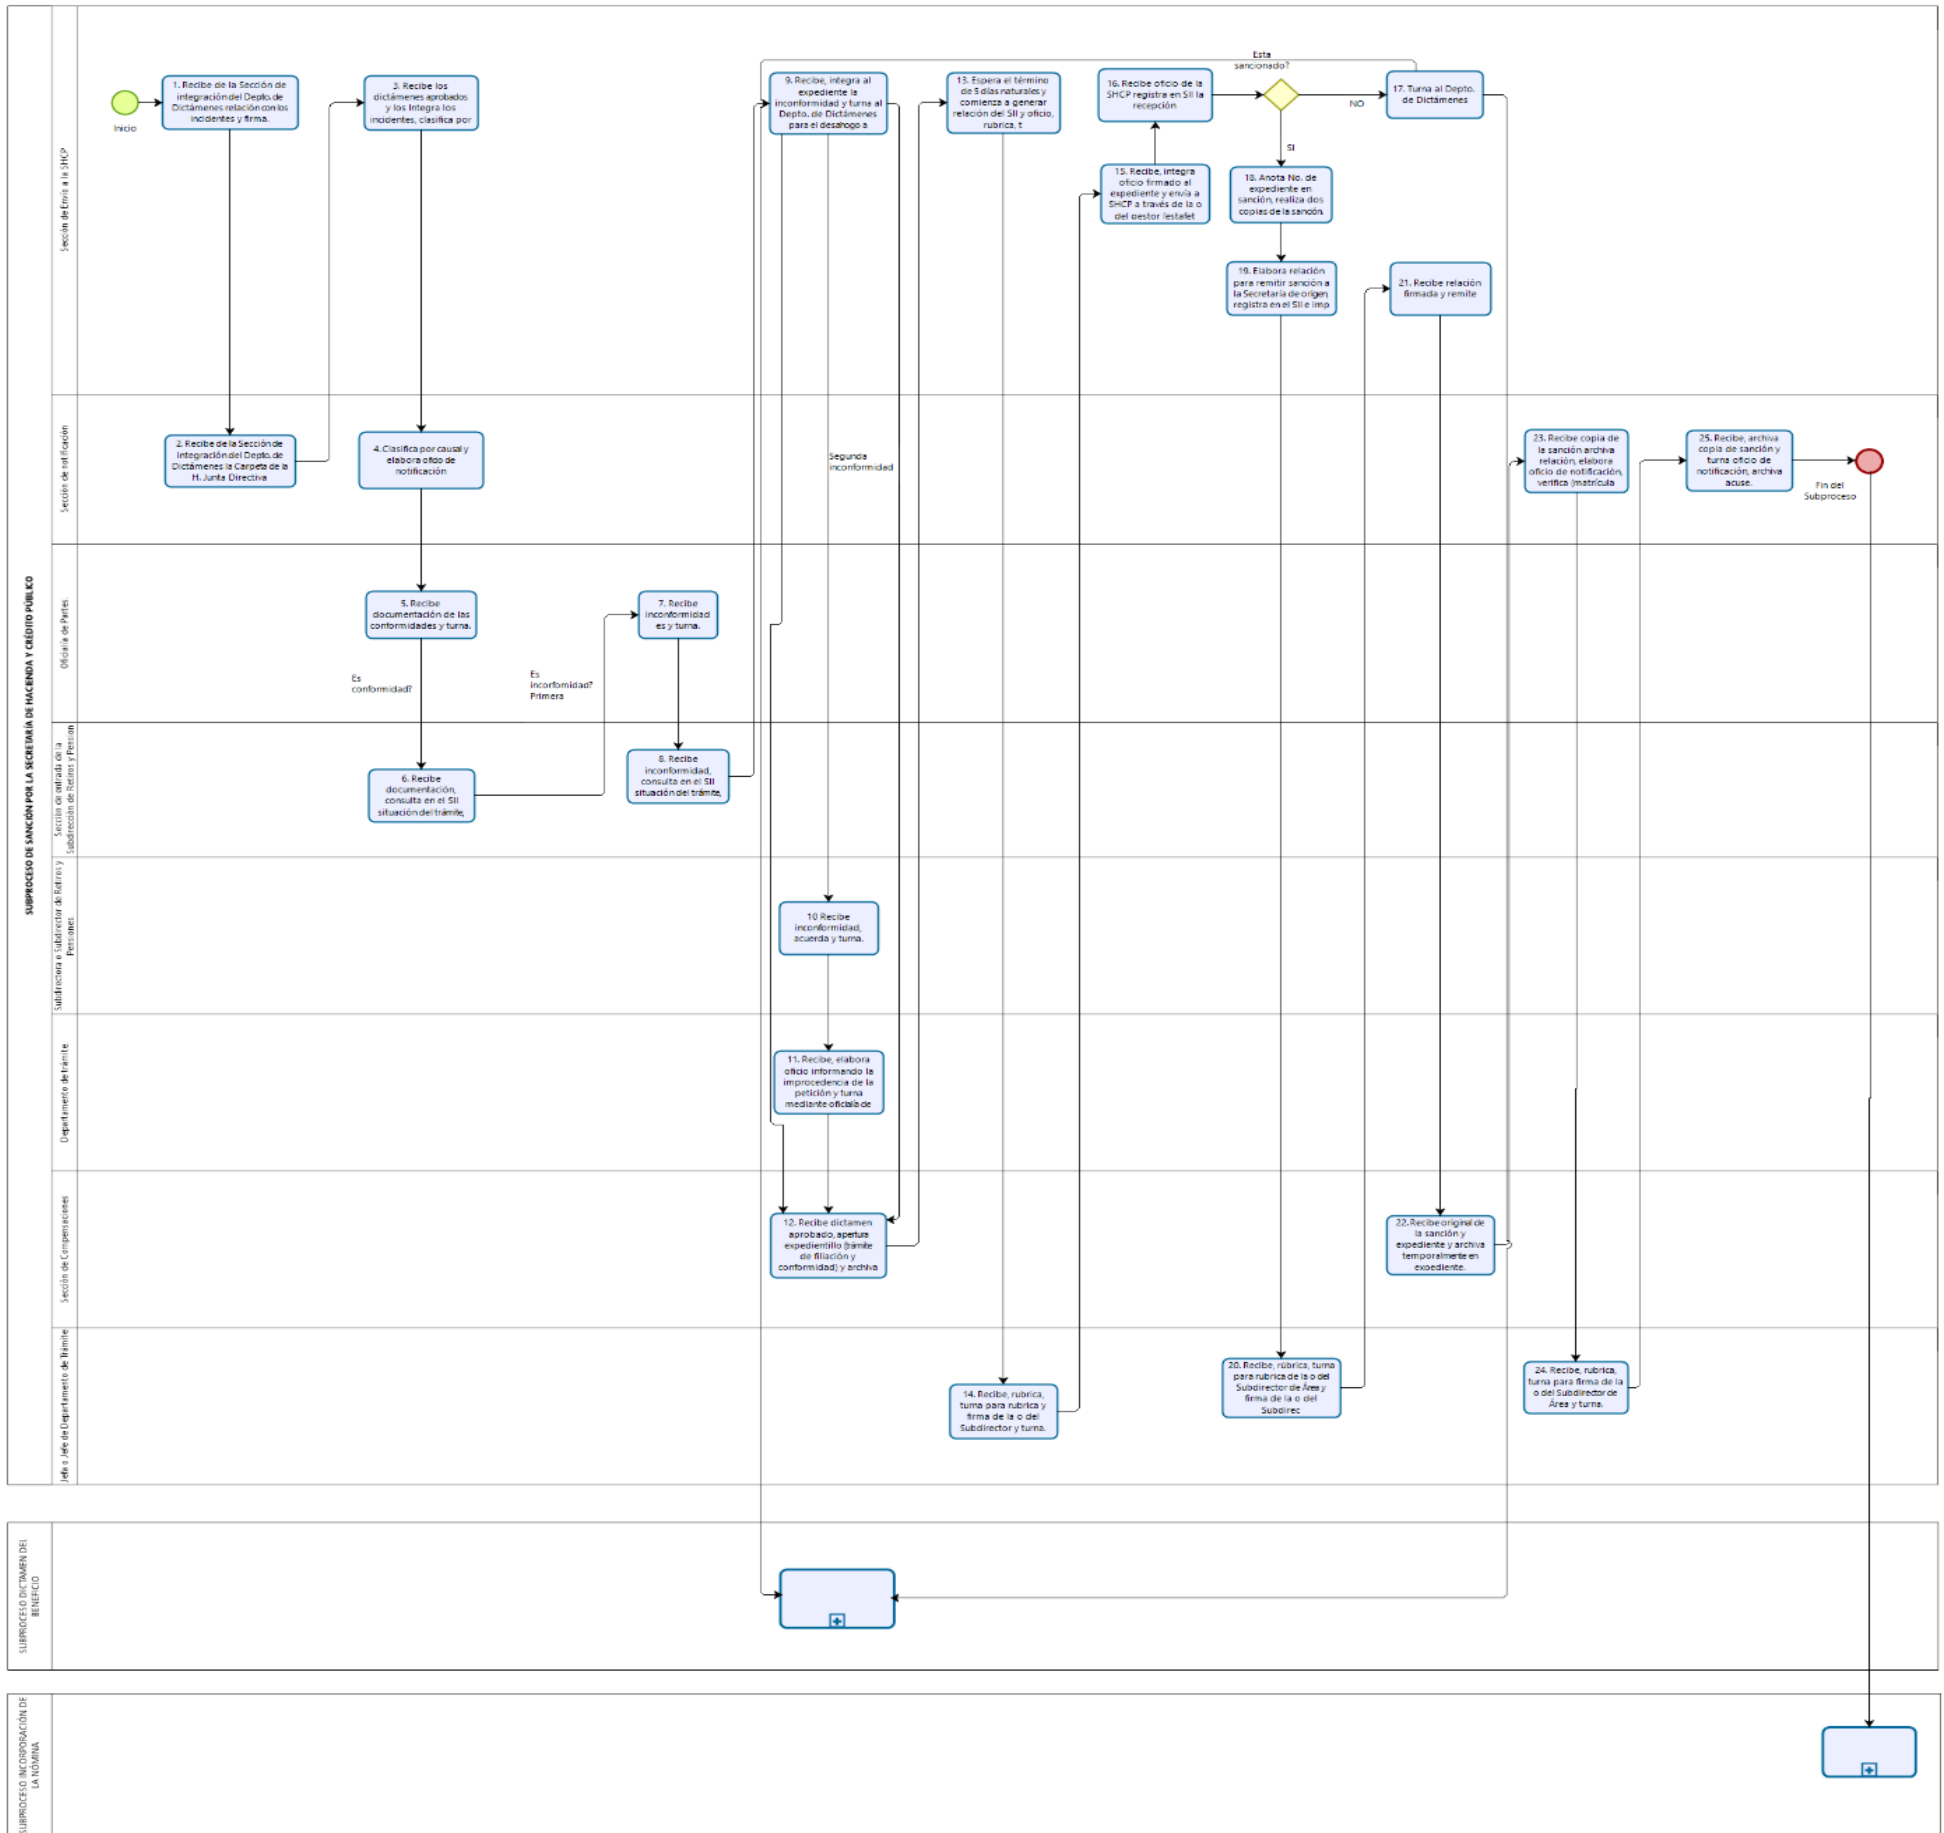 SUBPROCESO DE SANCIÓN POR LA SECRETARÍA DE HACIENDA Y CRÉDITO PÚBLICO
Sección de Envío a la SHCP
Inicio
1. Recibe de la Sección de
integración del Depto. de
Dictámenes relación con los
incidentes y firma.
3. Recibe los
dictámenes aprobados
y los Integra los
incidentes, clasifica por
9. Recibe, integra al
expediente la
inconformidad y turna al
Depto. de Dictámenes
para el desahogo a
13. Espera el término
de 5 días naturales y
comienza a generar
relación del SII y oficio,
rubrica, t
16. Recibe oficio de la
SHCP registra en SII la
recepción
Esta
sancionado?
NO
SI
17. Turna al Depto.
de Dictámenes
15. Recibe, integra
oficio firmado al
expediente y envía a
SHCP a través de la o
del gestor (estafet
18. Anota No. de
expediente en
sanción, realiza dos
copias de la sanción.
19. Elabora relación
para remitir sanción a
la Secretaría de origen,
registra en el SII e imp
21. Recibe relación
firmada y remite
Sección de notificación
2. Recibe de la Sección de
integración del Depto. de
Dictámenes la Carpeta de la
H. Junta Directiva
4.Clasifica por causal y
elabora ofido de
notificación
Segunda
inconformidad
23. Recibe copia de
la sanción archiva
relación, elabora
oficio de notificación,
verifica (matrícula
25. Recibe, archiva
copia de sanción y
turna oficio de
notificación, archiva
acuse.
Fin del
Subproceso
Oficialía de Partes.
5. Recibe
documentación de las
conformidades y turna.
7. Recibe
inconformidad
es y turna.
Es
conformidad?
Es
incorfomidad?
Primera
Sección de entrada de la
Subdirección de Retiros y Pension
6. Recibe
documentación,
consulta en el SII
situación del trámite,
8. Recibe
inconformidad,
consulta en el SII
situación del trámite,
Subdirectora o Subdirector de Retiros y
Pensiones
10 Recibe
inconformidad,
acuerda y turna.
Departamento de trámite
11. Recibe, elabora
oficio informando la
improcedencia de la
petición y turna
mediante oficialía de
Sección de Compensaciones
12. Recibe dictamen
aprobado, apertura
expedientillo (trámite
de filiación y
conformidad) y archiva
22.Recibe original de
la sanción y
expediente y archiva
temporalmente en
expediente.
Jefa o Jefe de Departamento de Trámite
14. Recibe, rubrica,
turna para rubrica y
firma de la o del
Subdirector y turna.
20. Recibe, rúbrica, turna
para rubrica de la o del
Subdirector de Área y
firma de la o del
Subdirec
24. Recibe, rubrica,
turna para firma de la
o del Subdirector de
Área y turna.
SUBPROCESO DICTAMEN DEL
BENEFICIO
SUBPROCESO INCORPORACIÓN DE
LA NÓMINA